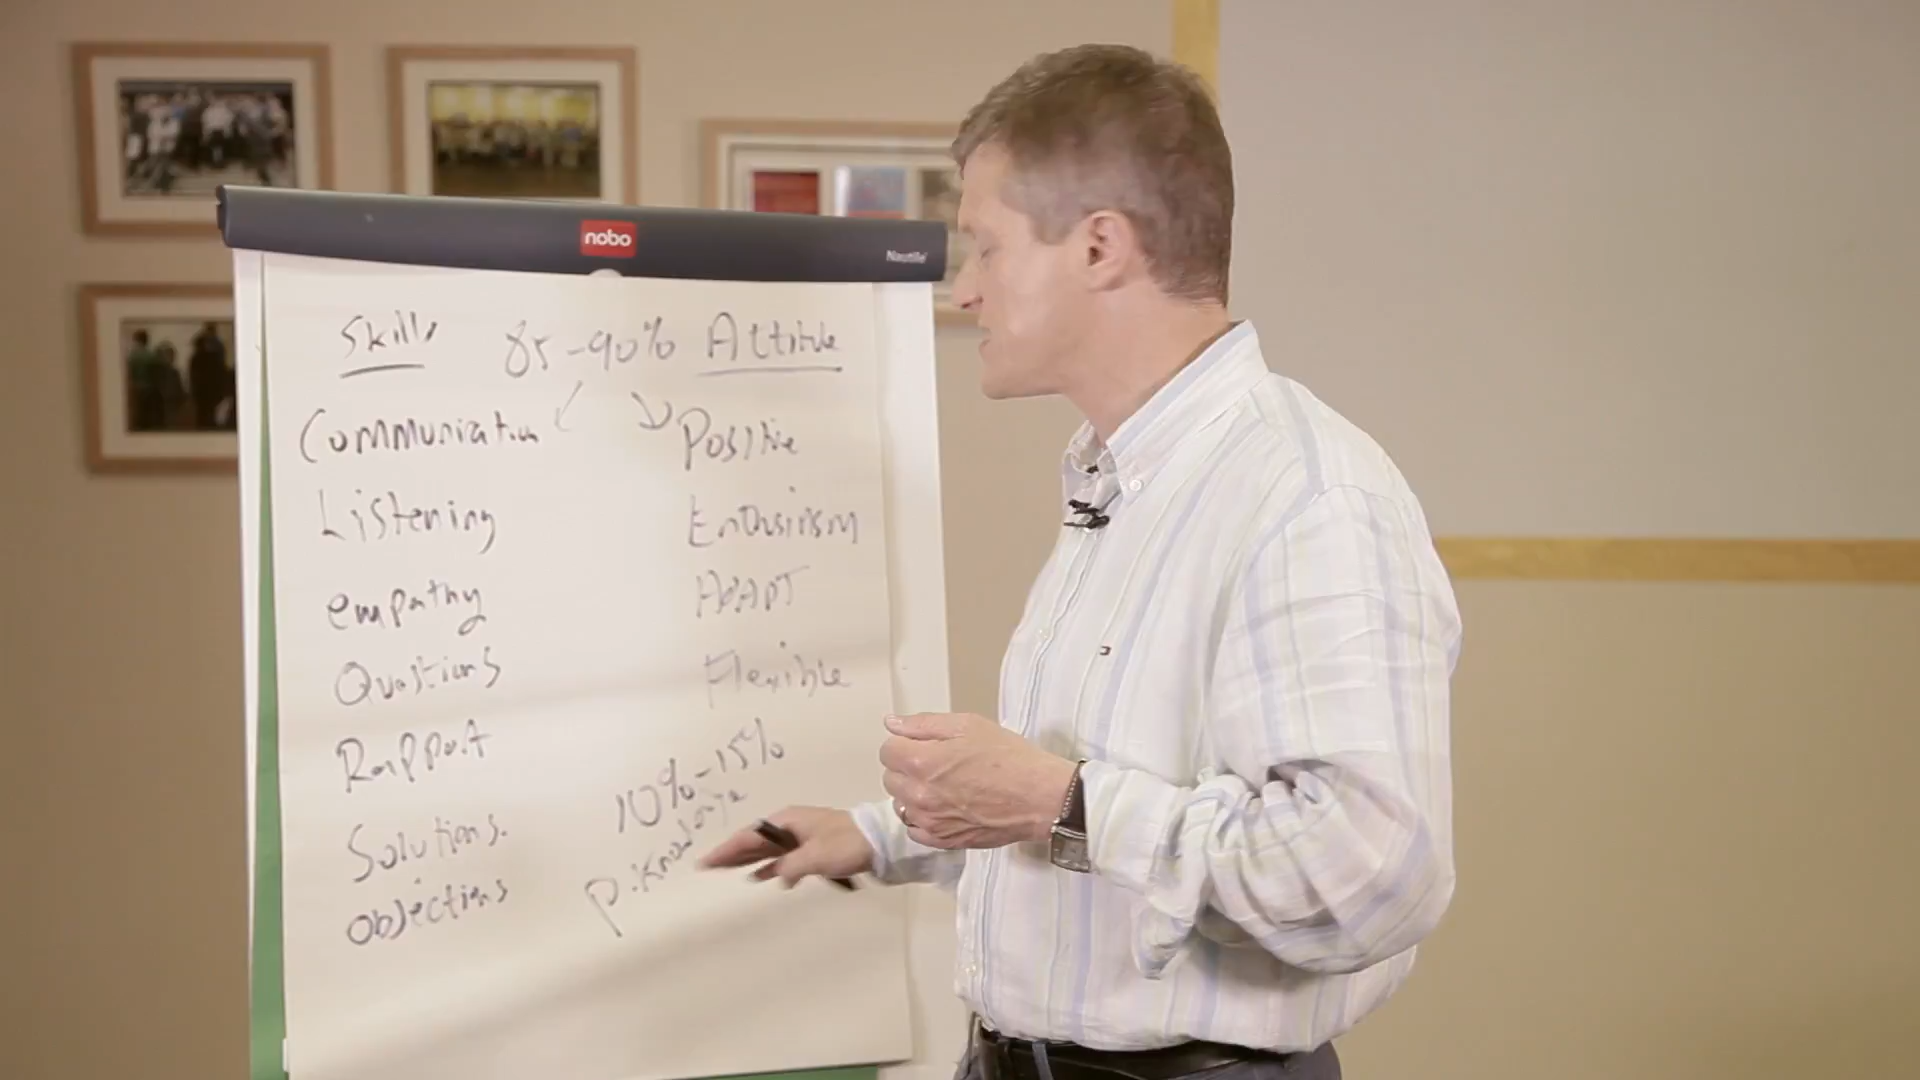 nobo
Nautile
Skills 85-90% Attitude
Communication Positive
Listening Enthusiasm
empathy ADAPT
Questions Flexible
Rapport
10%-15%
Solutions. P.Knowledge
objections